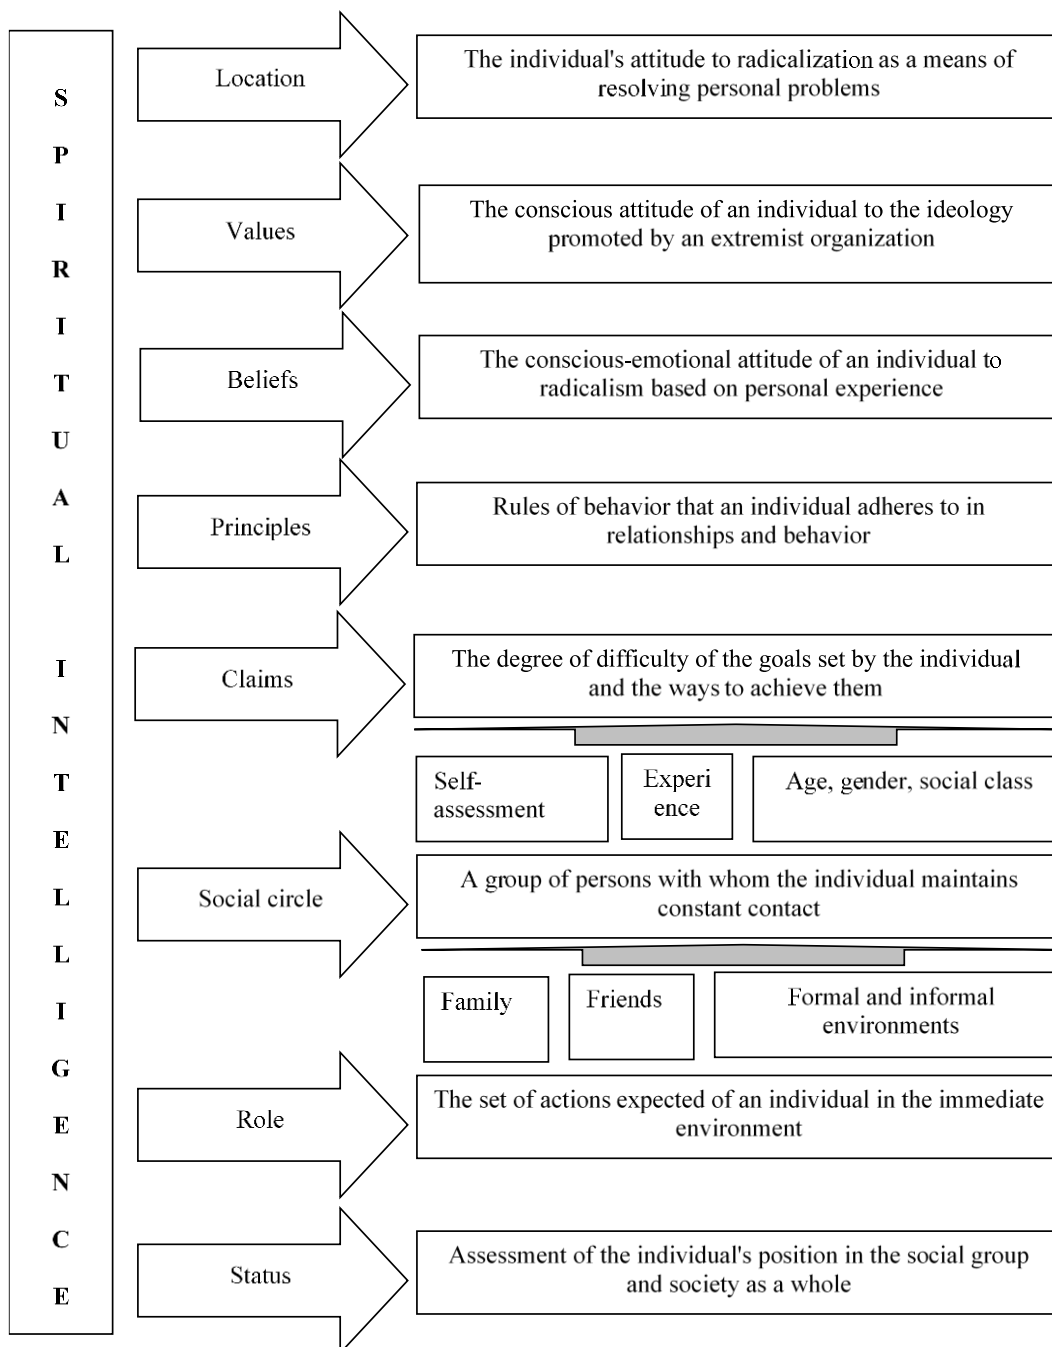 SPIRITUAL INTELLIGENCE
Location
The individual's attitude to radicalization as a means of
resolving personal problems
Values
The conscious attitude of an individual to the ideology
promoted by an extremist organization
Beliefs
The conscious-emotional attitude of an individual to
radicalism based on personal experience
Principles
Rules of behavior that an individual adheres to in
relationships and behavior
Claims
The degree of difficulty of the goals set by the individual
and the ways to achieve them
Self-
assessment
Experi
ence
Age, gender, social class
Social circle
A group of persons with whom the individual maintains
constant contact
Family
Friends
Formal and informal
environments
Role
The set of actions expected of an individual in the immediate
environment
Status
Assessment of the individual's position in the social group
and society as a whole